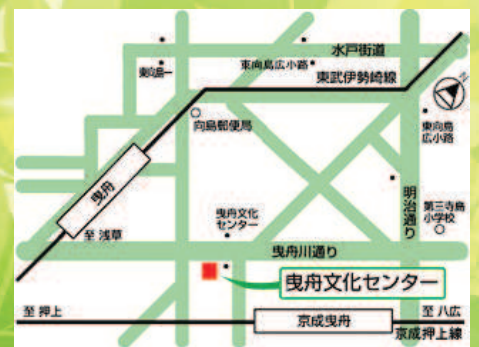 水戸街道
東向島一
東向島広小路
東武伊勢崎線
N
向島郵便局
東向島
広小路
曳舟
曳舟文化
センター
明治通り
第三寺島
小学校
至 浅草
曳舟川通り
曳舟文化センター
至 押上
京成曳舟
至 八広
京成押上線